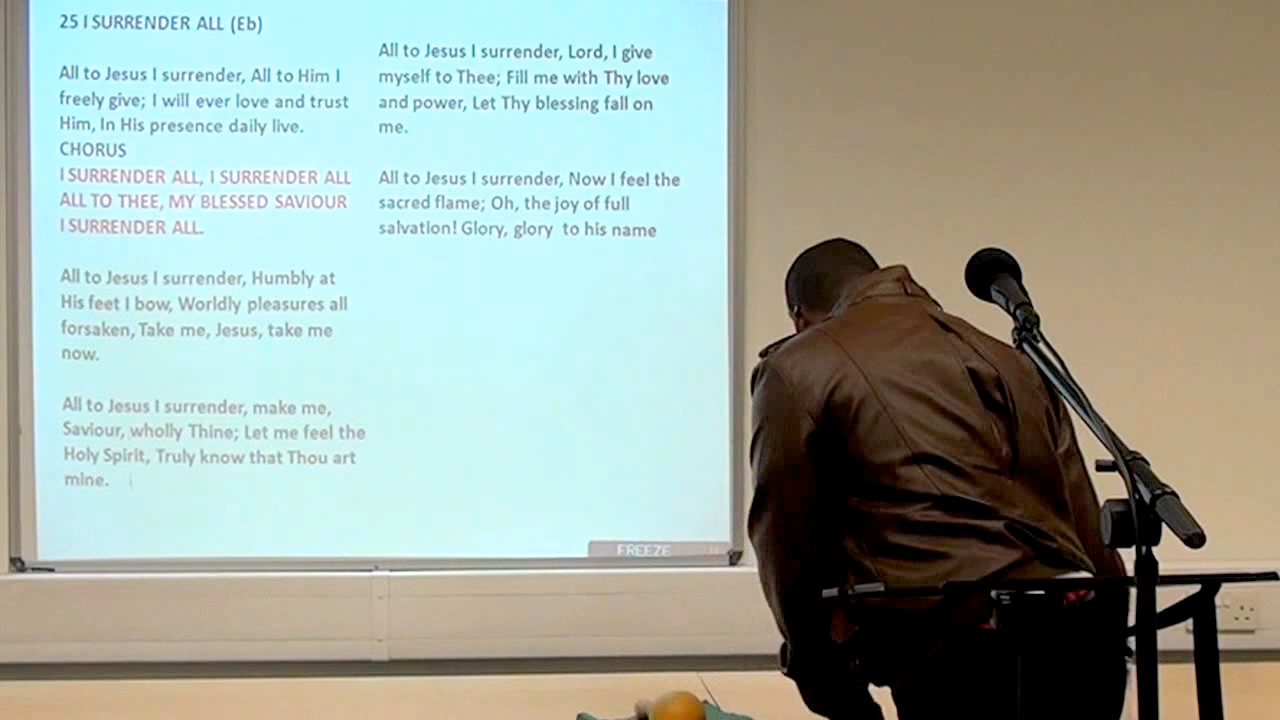 25 I SURRENDER ALL (Eb)
All to Jesus I surrender, All to Him I
freely give; I will ever love and trust
Him, In His presence daily live.
CHORUS
I SURRENDER ALL, I SURRENDER ALL
ALL TO THEE, MY BLESSED SAVIOUR
I SURRENDER ALL.
All to Jesus I surrender, Humbly at
His feet I bow, Worldly pleasures all
forsaken, Take me, Jesus, take me
now.
All to Jesus I surrender, make me,
Saviour, wholly Thine; Let me feel the
Holy Spirit, Truly know that Thou art
mine.
All to Jesus I surrender, Lord, I give
myself to Thee; Fill me with Thy love
and power, Let Thy blessing fall on
me.
All to Jesus I surrender, Now I feel the
sacred flame; Oh, the joy of full
salvation! Glory, glory to his name
FREEZE